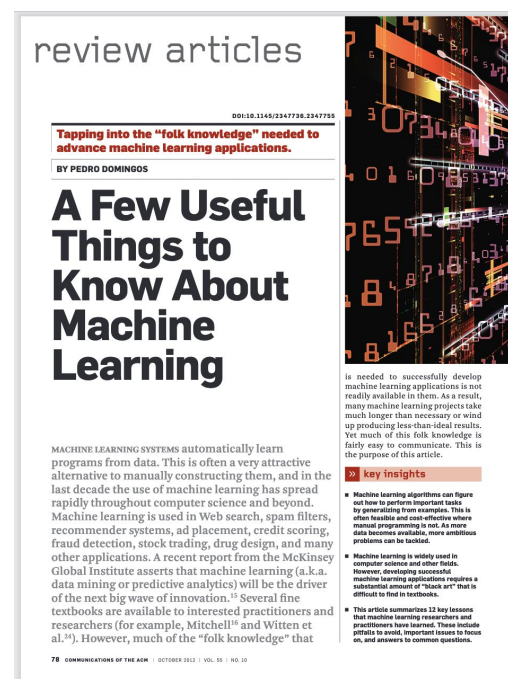 review articles
DOI:10.1145/2347736.2347755
Tapping into the “folk knowledge” needed to
advance machine learning applications.
BY PEDRO DOMINGOS
A Few Useful
Things to
Know About
Machine
Learning
MACHINE LEARNING SYSTEMS automatically learn
programs from data. This is often a very attractive
alternative to manually constructing them, and in the
last decade the use of machine learning has spread
rapidly throughout computer science and beyond.
Machine learning is used in Web search, spam filters,
recommender systems, ad placement, credit scoring,
fraud detection, stock trading, drug design, and many
other applications. A recent report from the McKinsey
Global Institute asserts that machine learning (a.k.a.
data mining or predictive analytics) will be the driver
of the next big wave of innovation.15 Several fine
textbooks are available to interested practitioners and
researchers (for example, Mitchell16 and Witten et
al.24). However, much of the “folk knowledge” that
is needed to successfully develop
machine learning applications is not
readily available in them. As a result,
many machine learning projects take
much longer than necessary or wind
up producing less-than-ideal results.
Yet much of this folk knowledge is
fairly easy to communicate. This is
the purpose of this article.
» key insights
■ Machine learning algorithms can figure
out how to perform important tasks
by generalizing from examples. This is
often feasible and cost-effective where
manual programming is not. As more
data becomes available, more ambitious
problems can be tackled.
■ Machine learning is widely used in
computer science and other fields.
However, developing successful
machine learning applications requires a
substantial amount of “black art” that is
difficult to find in textbooks.
■ This article summarizes 12 key lessons
that machine learning researchers and
practitioners have learned. These include
pitfalls to avoid, important issues to focus
on, and answers to common questions.
78 COMMUNICATIONS OF THE ACM | OCTOBER 2012 | VOL. 55 | NO. 10